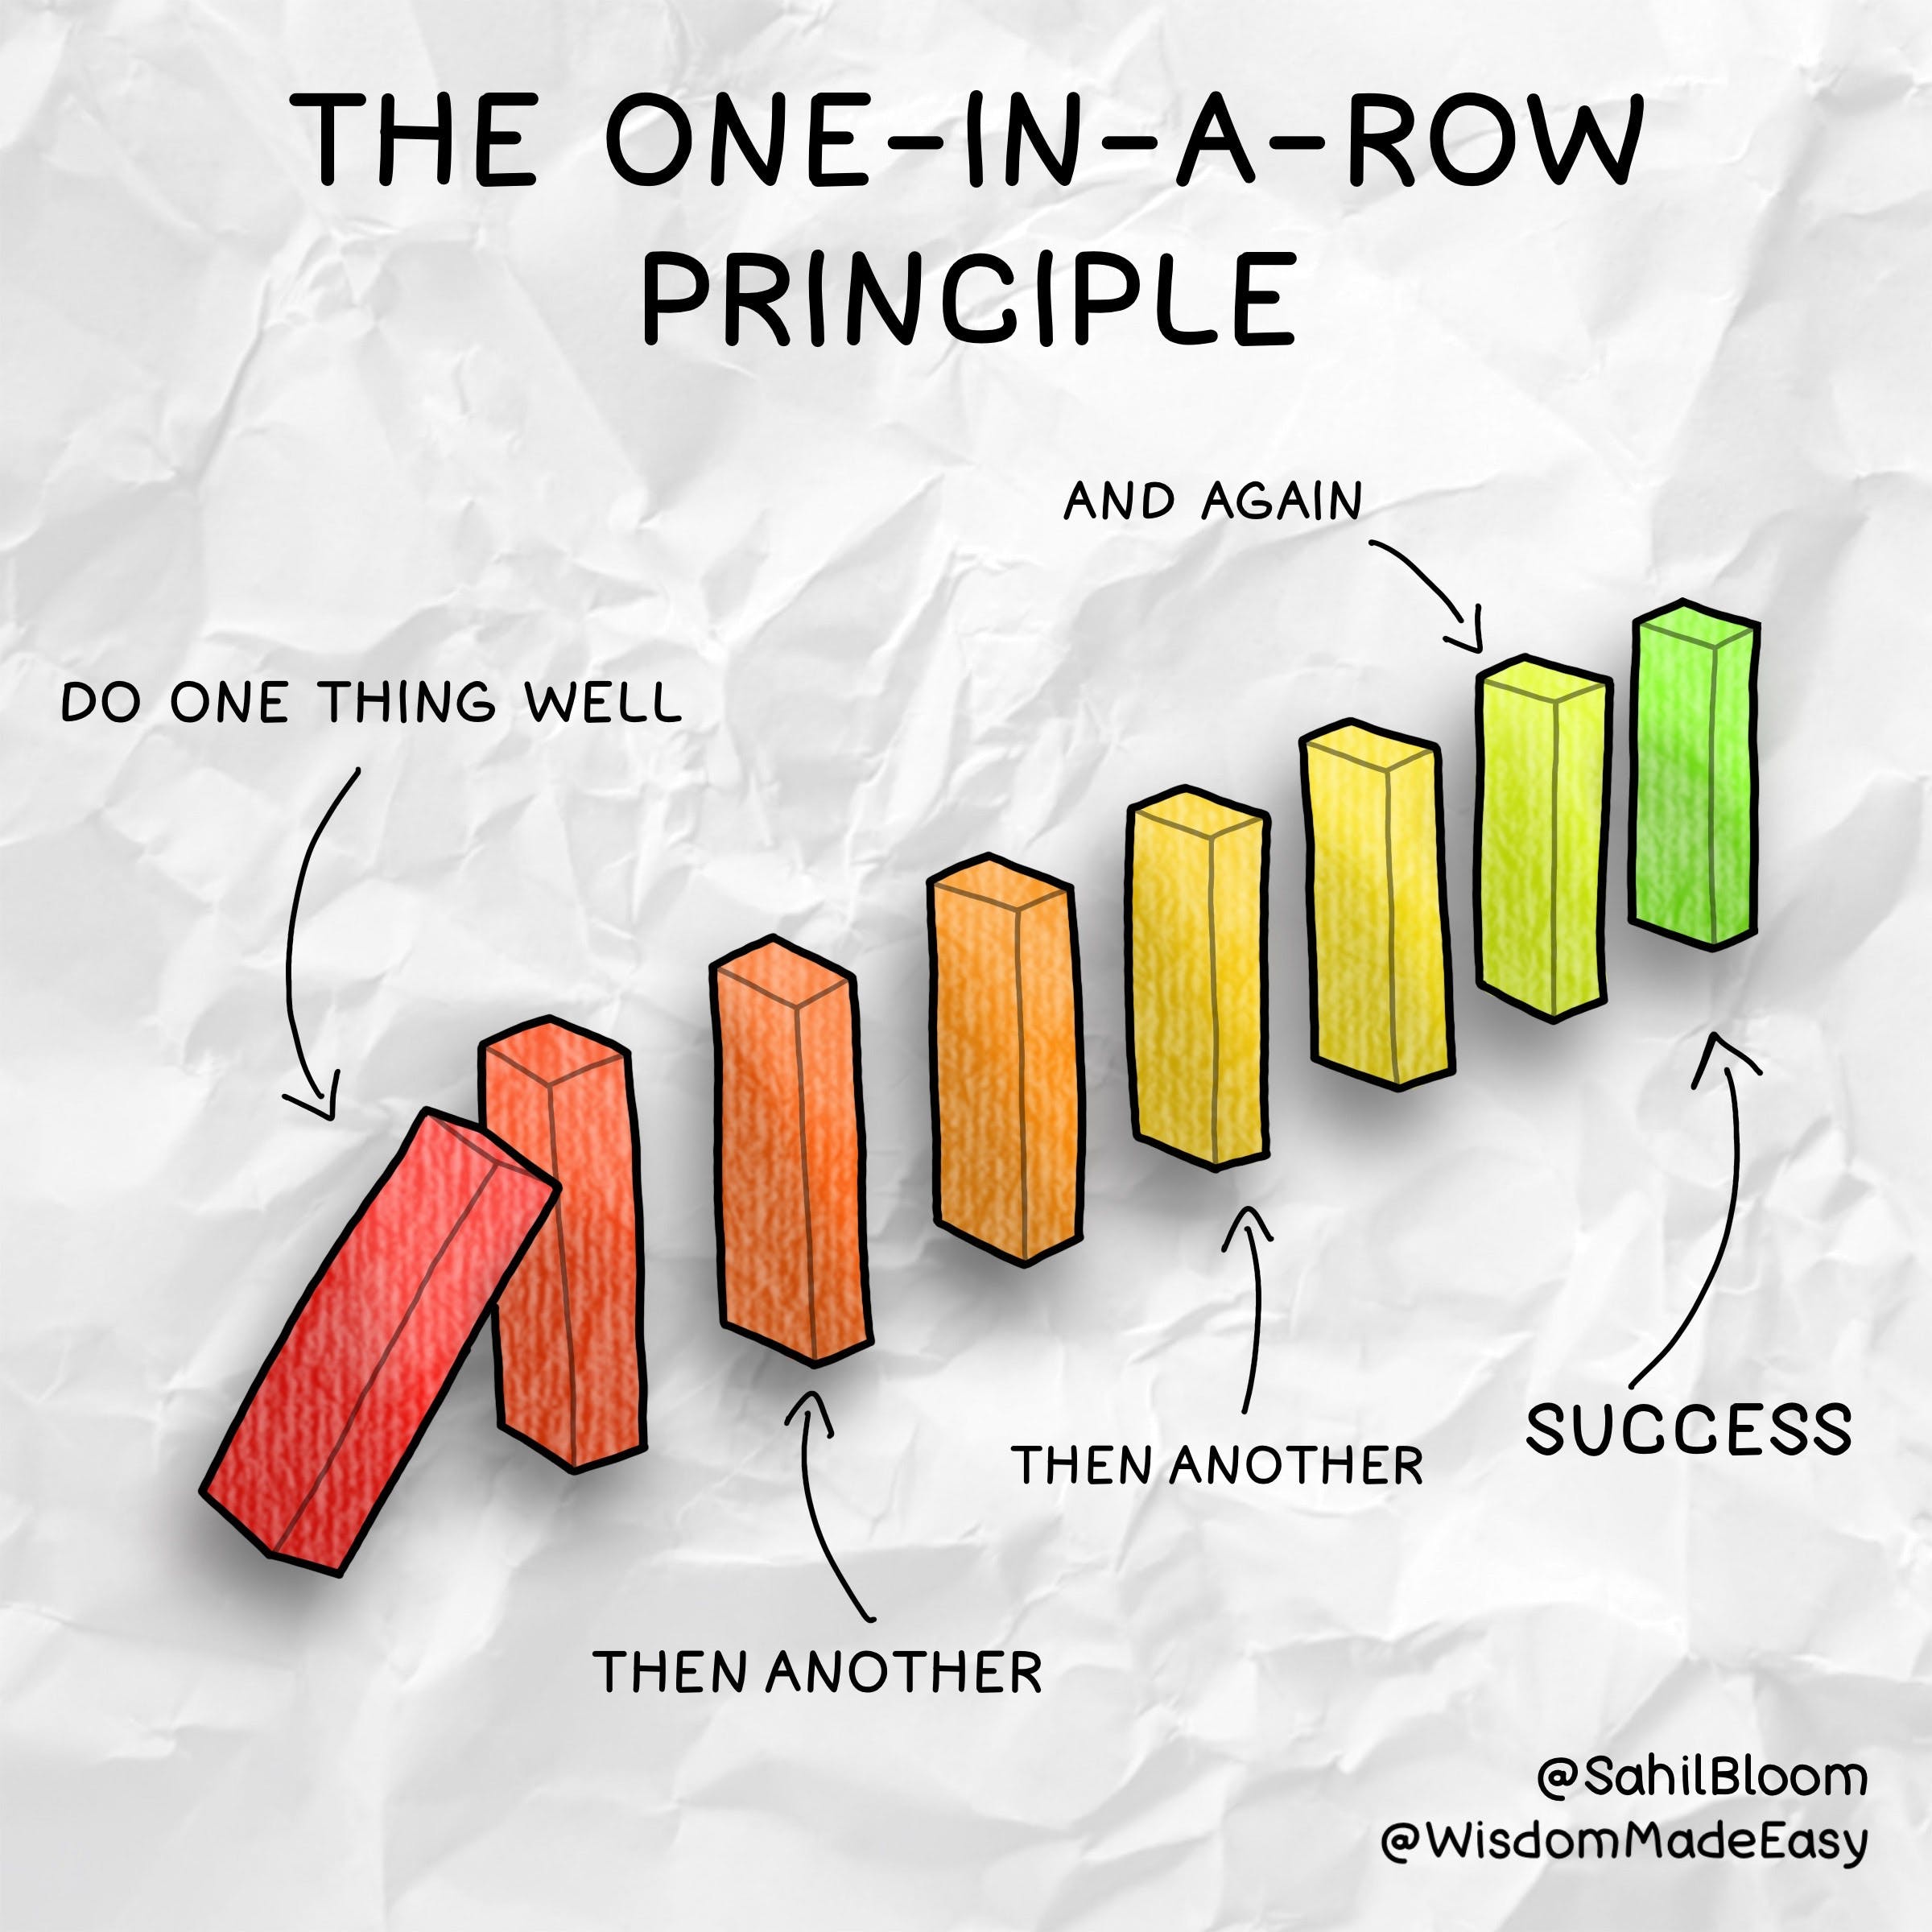 THE ONE-IN-A-ROW
PRINCIPLE
AND AGAIN
DO ONE THING WELL
THEN ANOTHER
SUCCESS
THEN ANOTHER
@SahilBloom
@WisdomMadeEasy